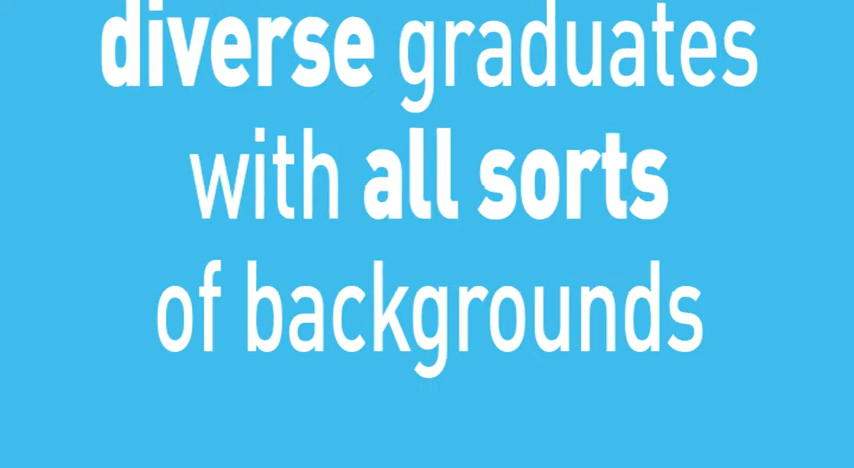 diverse graduates
with all sorts
of backgrounds